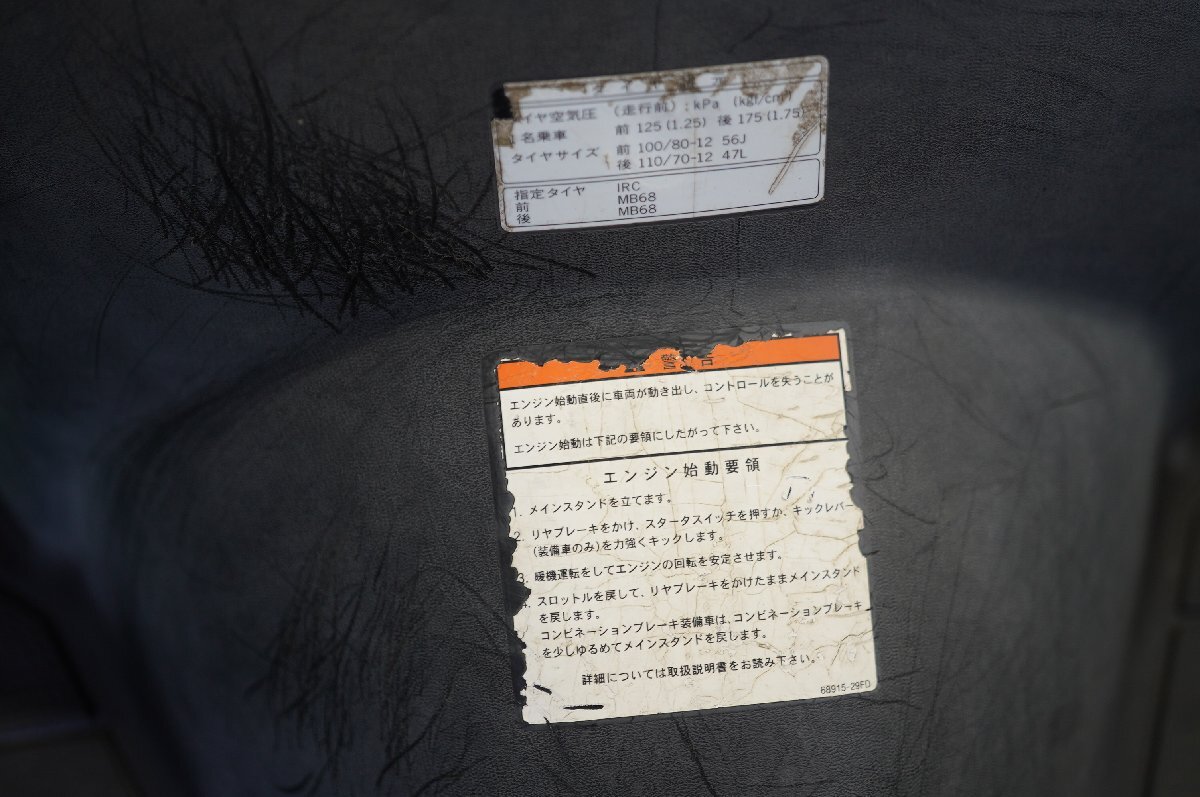 イヤ空気圧 (走行前):kPa (kgf/cm²)
名乗車 前 125 (1.25) 後 175 (1.75)
タイヤサイズ 前 100/80-12 56J
後 110/70-12 47L
指定タイヤ IRC
前 MB68
後 MB68
警告
エンジン始動直後に車両が動き出し、コントロールを失うことが
あります。
エンジン始動は下記の要領にしたがって下さい。
エンジン始動要領
1. メインスタンドを立てます。
2. リヤブレーキをかけ、スタータスイッチを押すか、キックレバー
(装備車のみ)を力強くキックします。
3. 暖機運転をしてエンジンの回転を安定させます。
4. スロットルを戻して、リヤブレーキをかけたままメインスタンド
を戻します。
コンビネーションブレーキ装備車は、コンビネーションブレーキ
を少しゆるめてメインスタンドを戻します。
詳細については取扱説明書をお読み下さい。
68915-29FD